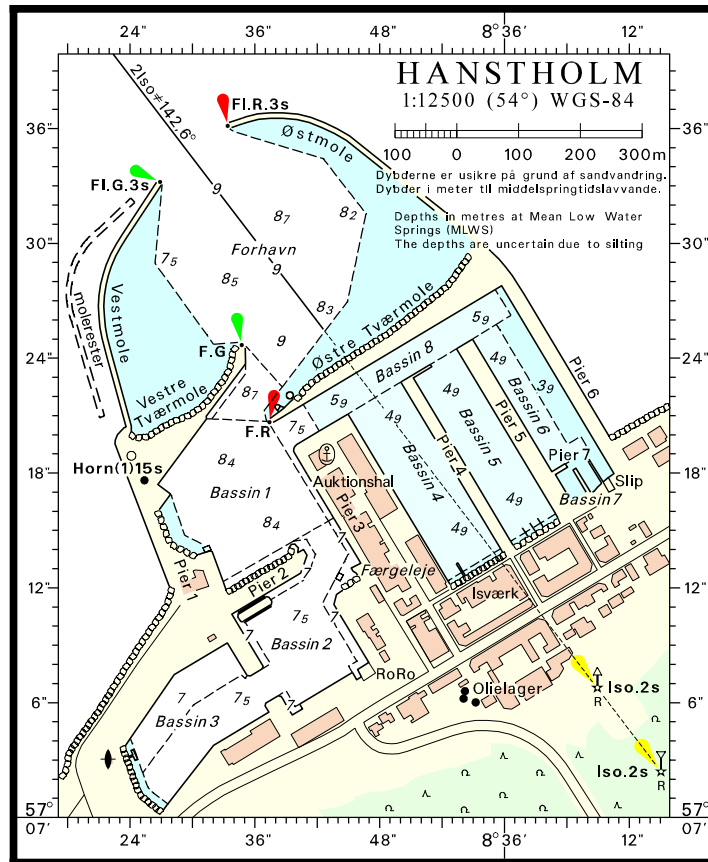 24" 36" 48" 8° 36' 12"
HANSTHOLM
1:12500 (54°) WGS-84
100 0 100 200 300m
Dybderne er usikre på grund af sandvandring.
Dybder i meter til middelspringtidslavvande.
Depths in metres at Mean Low Water
Springs (MLWS)
The depths are uncertain due to silting
2Iso≠142.6°
Fl.R.3s
Østmole
36"
Fl.G.3s
9
87
82
30"
75
Forhavn
85
9
83
molerester
Vestmole
24"
F.G
9
Østre Tværmole
Vestre
Tværmole
87
F.R
75
Bassin 8
59
59
49
49
49
39
Pier 6
Bassin 6
Pier 5
Bassin 5
Pier 4
Bassin 4
49
49
Pier 7
Bassin 7
Slip
18"
Horn(1)15s
84
Bassin 1
84
Auktionshal
Pier 3
7
Færgeleje
Isværk
12"
Pier 1
Pier 2
75
7
Bassin 2
RoRo
Olielager
6"
7
75
7
Bassin 3
Iso.2s
R
Iso.2s
R
57°
07'
24" 36" 48" 8° 36' 12"
57°
07'
36"
30"
24"
18"
12"
6"